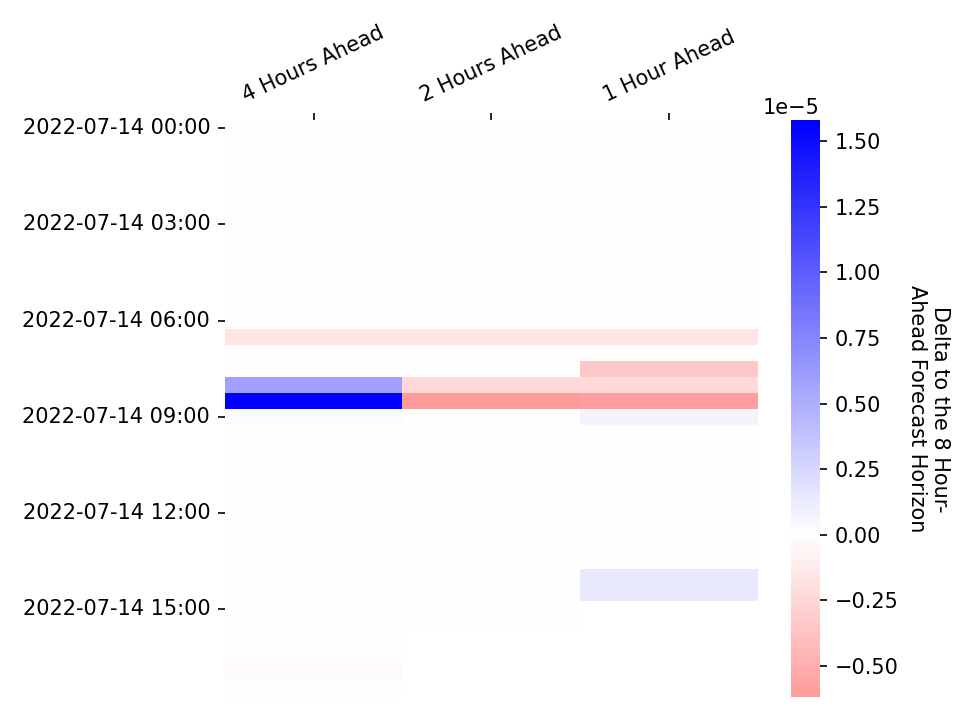 4 Hours Ahead
2 Hours Ahead
1 Hour Ahead
2022-07-14 00:00
2022-07-14 03:00
2022-07-14 06:00
2022-07-14 09:00
2022-07-14 12:00
2022-07-14 15:00
1e−5
1.50
1.25
1.00
0.75
0.50
0.25
0.00
−0.25
−0.50
Delta to the 8 Hour-
Ahead Forecast Horizon